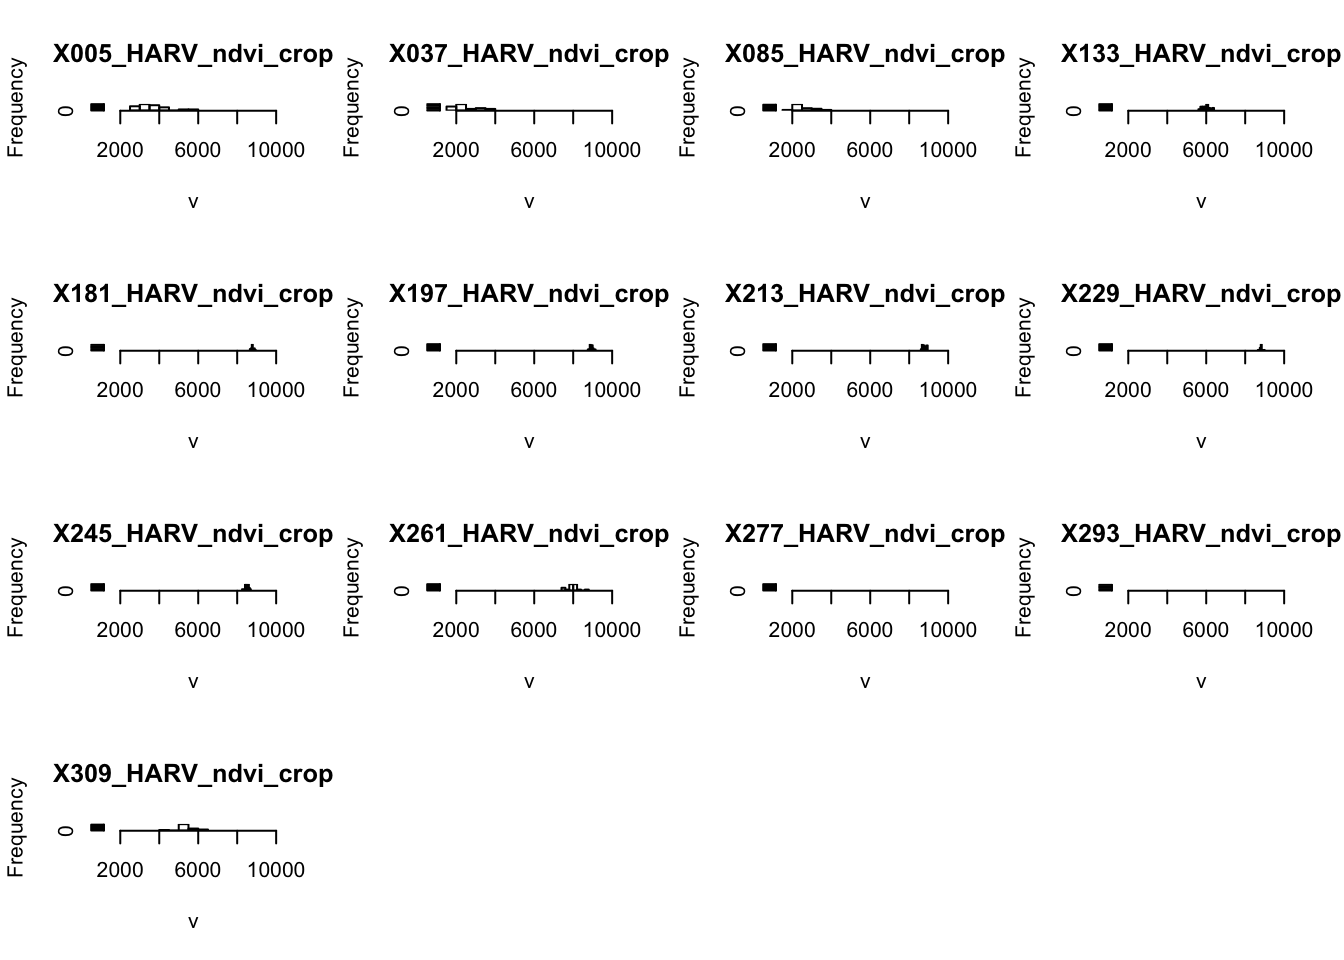 X005_HARV_ndvi_crop
Frequency
0
2000 6000 10000
v
X037_HARV_ndvi_crop
Frequency
0
2000 6000 10000
v
X085_HARV_ndvi_crop
Frequency
0
2000 6000 10000
v
X133_HARV_ndvi_crop
Frequency
0
2000 6000 10000
v
X181_HARV_ndvi_crop
Frequency
0
2000 6000 10000
v
X197_HARV_ndvi_crop
Frequency
0
2000 6000 10000
v
X213_HARV_ndvi_crop
Frequency
0
2000 6000 10000
v
X229_HARV_ndvi_crop
Frequency
0
2000 6000 10000
v
X245_HARV_ndvi_crop
Frequency
0
2000 6000 10000
v
X261_HARV_ndvi_crop
Frequency
0
2000 6000 10000
v
X277_HARV_ndvi_crop
Frequency
0
2000 6000 10000
v
X293_HARV_ndvi_crop
Frequency
0
2000 6000 10000
v
X309_HARV_ndvi_crop
Frequency
0
2000 6000 10000
v